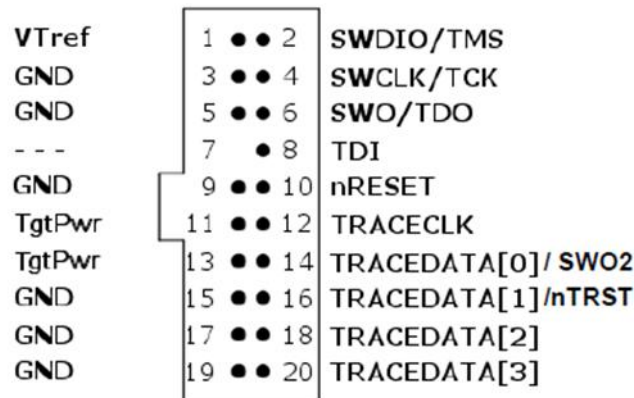 VTref 1 2 SWDIO/TMS
GND 3 4 SWCLK/TCK
GND 5 6 SWO/TDO
--- 7 8 TDI
GND 9 10 nRESET
TgtPwr 11 12 TRACECLK
TgtPwr 13 14 TRACEDATA[0]/ SWO2
GND 15 16 TRACEDATA[1]/nTRST
GND 17 18 TRACEDATA[2]
GND 19 20 TRACEDATA[3]